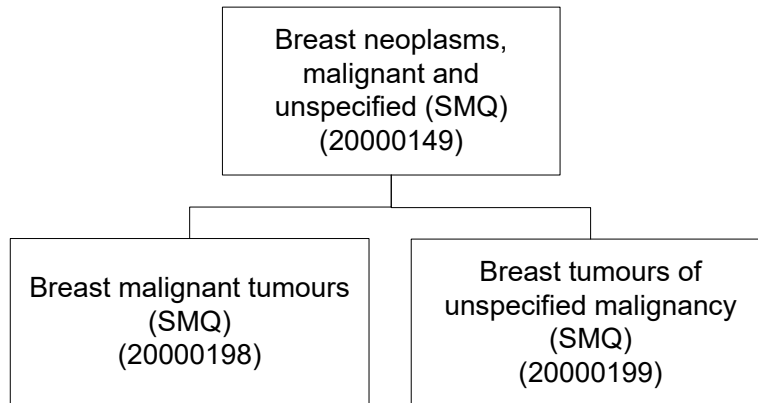 Breast neoplasms,
malignant and
unspecified (SMQ)
(20000149)
Breast malignant tumours
(SMQ)
(20000198)
Breast tumours of
unspecified malignancy
(SMQ)
(20000199)